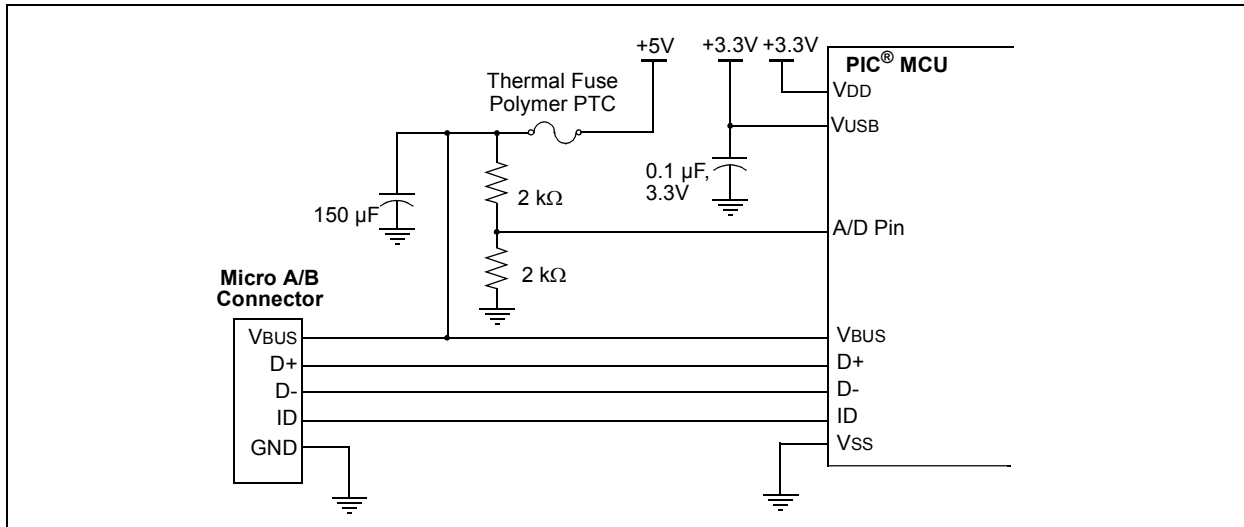 +5V
+3.3V
+3.3V
PIC® MCU
Thermal Fuse
Polymer PTC
VDD
VUSB
0.1 µF,
3.3V
2 kΩ
150 µF
A/D Pin
2 kΩ
Micro A/B
Connector
VBUS
D+
D-
ID
GND
VBUS
D+
D-
ID
VSS